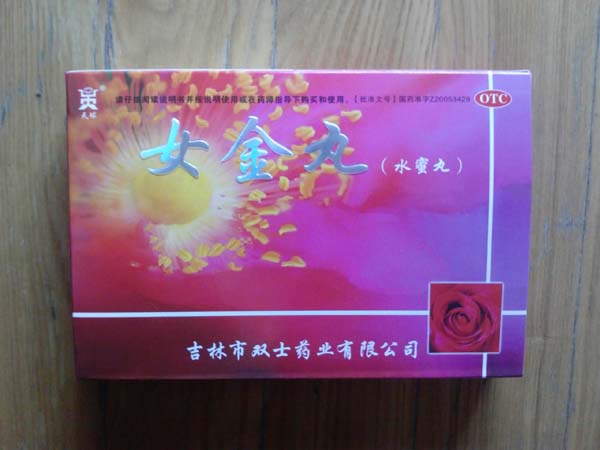 请仔细阅读说明书并按说明使用或在药师指导下购买和使用。 【批准文号】国药准字Z20053429 OTC
天球®
女金丸（水蜜丸）
吉林市双士药业有限公司